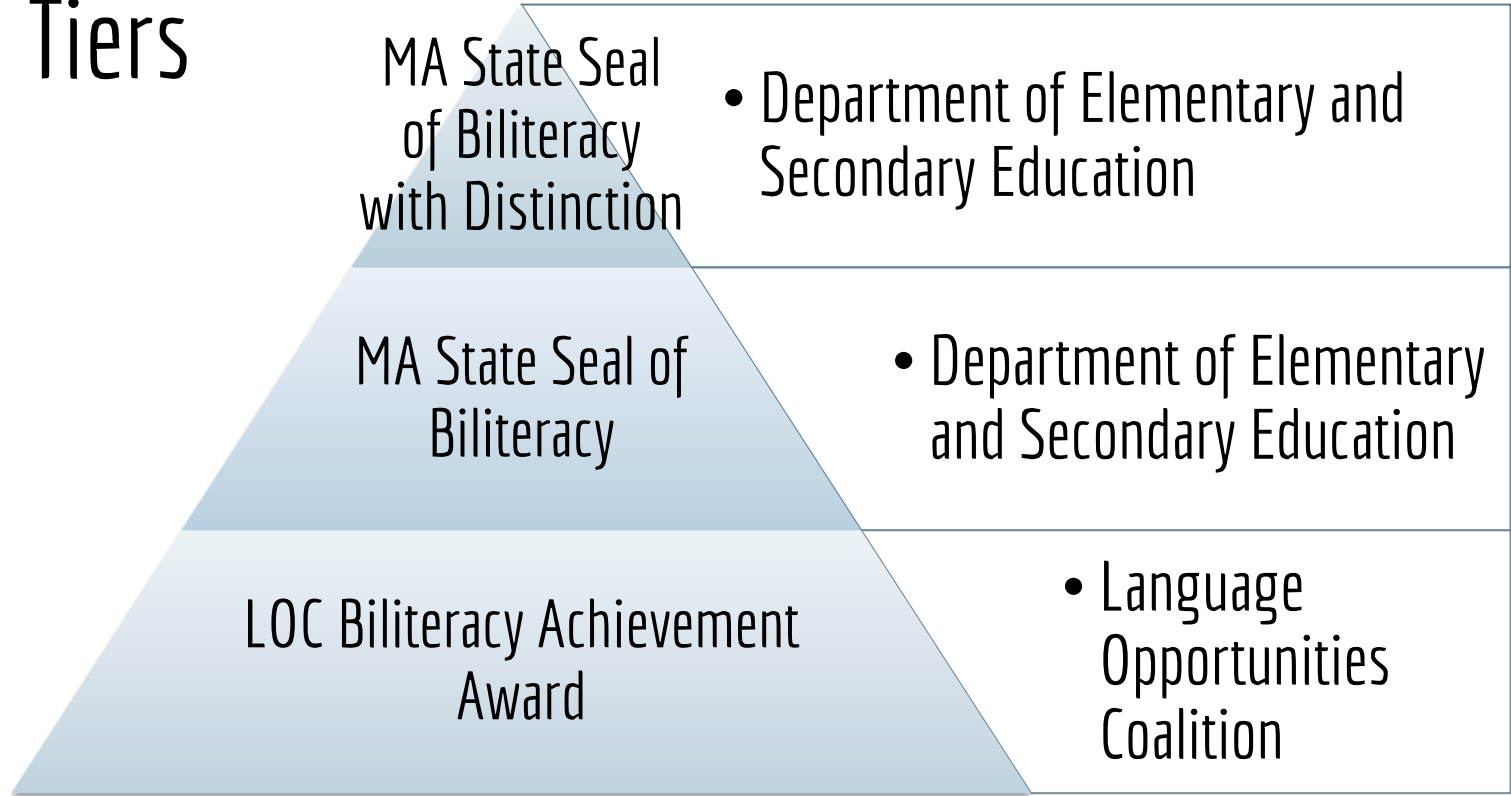 Tiers
MA State Seal
of Biliteracy
with Distinction
• Department of Elementary and
Secondary Education
MA State Seal of
Biliteracy
• Department of Elementary
and Secondary Education
LOC Biliteracy Achievement
Award
• Language
Opportunities
Coalition